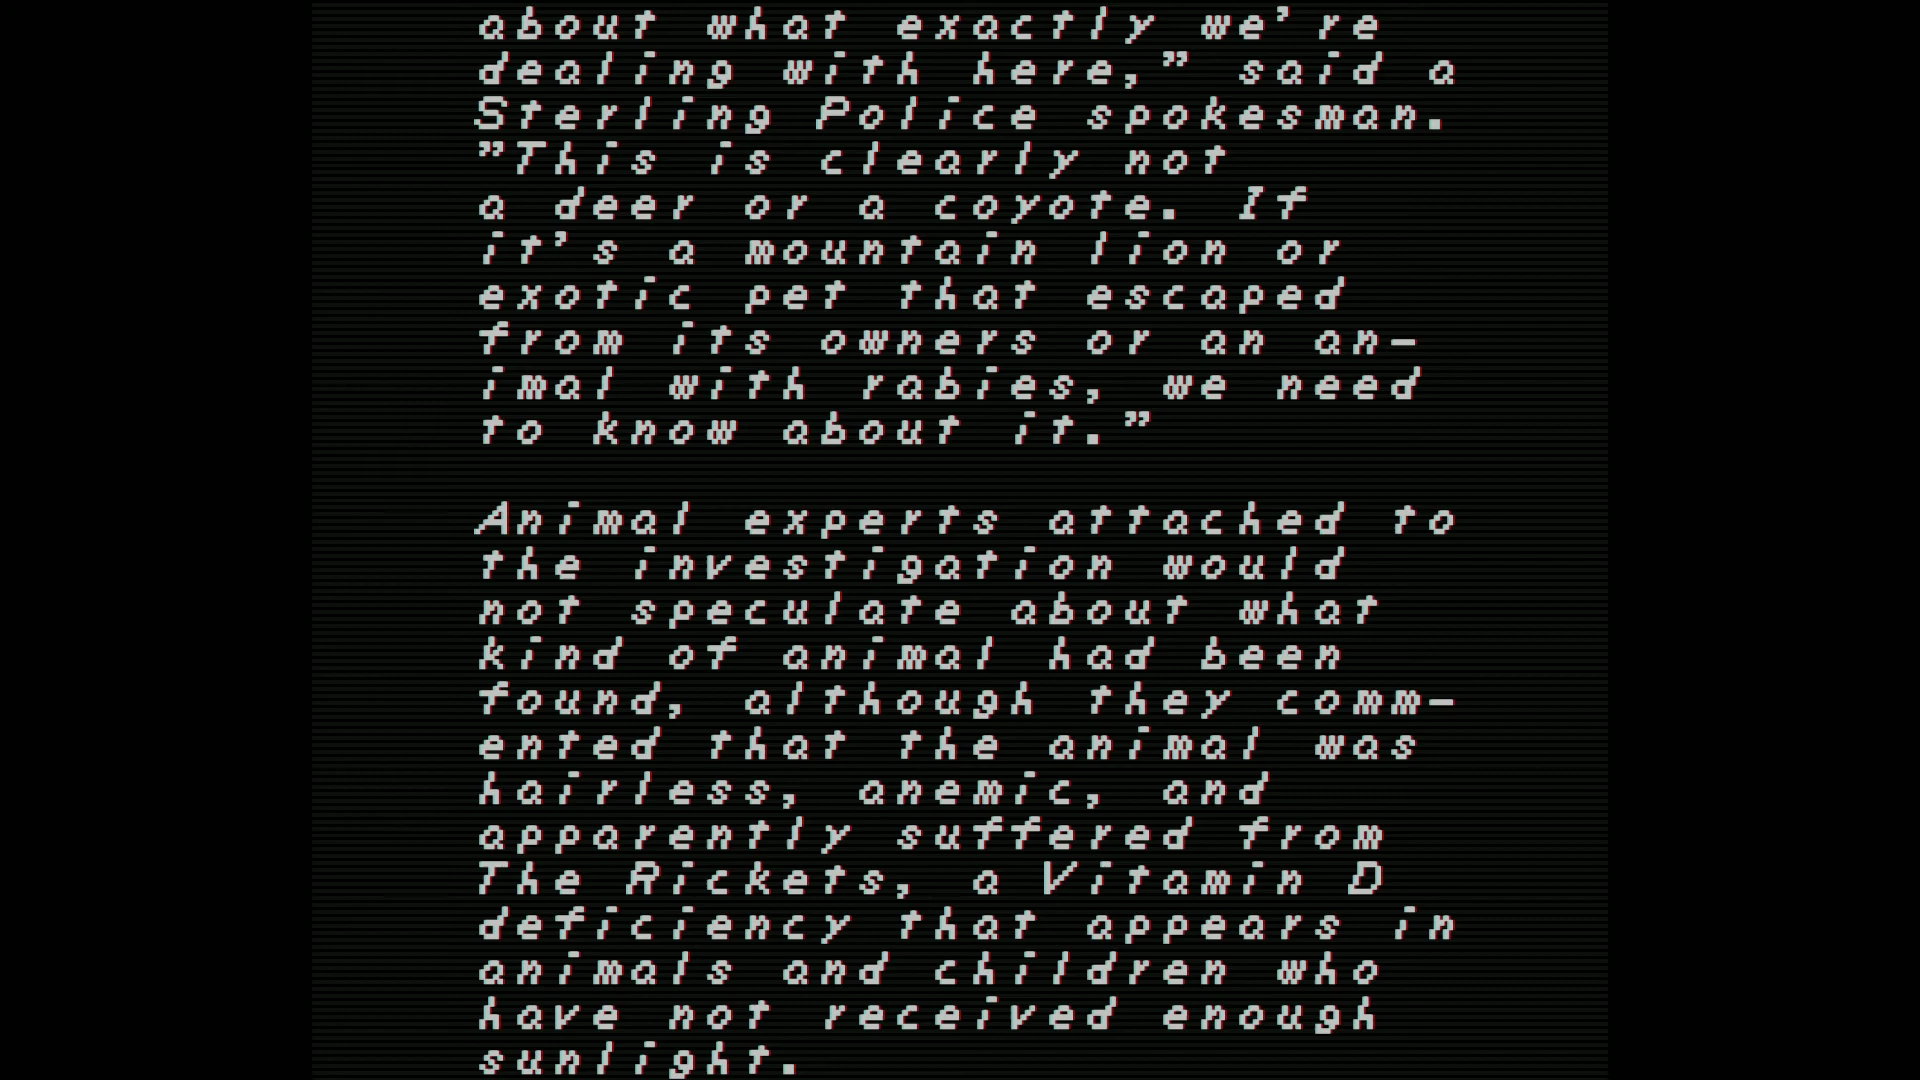 about what exactly we're
dealing with here,” said a
Sterling Police spokesman.
”This is clearly not
a deer or a coyote. If
it's a mountain lion or
exotic pet that escaped
from its owners or an an-
imal with rabies, we need
to know about it.”
Animal experts attached to
the investigation would
not speculate about what
kind of animal had been
found, although they comm-
ented that the animal was
hairless, anemic, and
apparently suffered from
The Rickets, a Vitamin D
deficiency that appears in
animals and children who
have not received enough
sunlight.